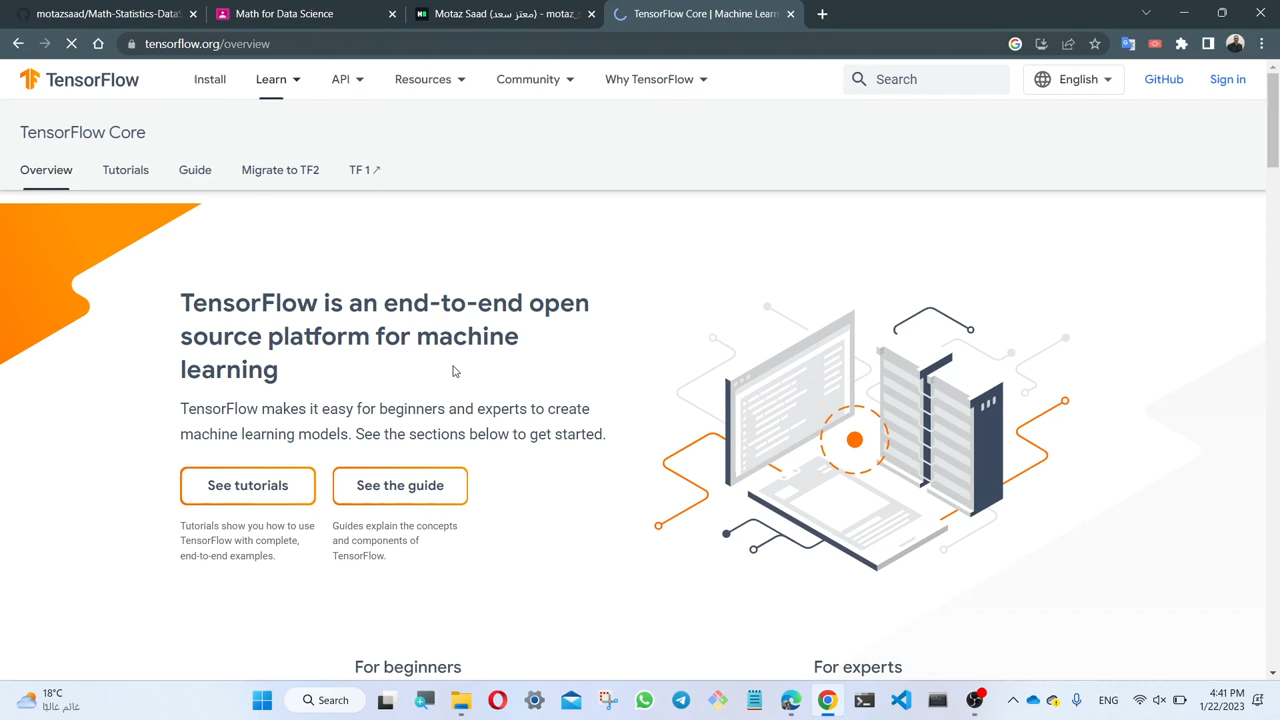 motazsaad/Math-Statistics-DataS
Math for Data Science
Motaz Saad (معتز سعد) - motaz_s
TensorFlow Core | Machine Learn
tensorflow.org/overview
TensorFlow
Install
Learn
API
Resources
Community
Why TensorFlow
Search
English
GitHub
Sign in
TensorFlow Core
Overview
Tutorials
Guide
Migrate to TF2
TF 1 ↗
TensorFlow is an end-to-end open
source platform for machine
learning
TensorFlow makes it easy for beginners and experts to create
machine learning models. See the sections below to get started.
See tutorials
See the guide
Tutorials show you how to use
TensorFlow with complete,
end-to-end examples.
Guides explain the concepts
and components of
TensorFlow.
For beginners
For experts
18°C
غائم غالبًا
Search
ENG
4:41 PM
1/22/2023